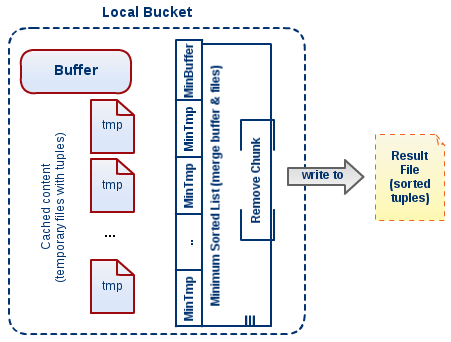 Local Bucket
Buffer
tmp
tmp
...
tmp
Cached content
(temporary files with tuples)
MinBuffer
MinTmp
MinTmp
..
MinTmp
Minimum Sorted List (merge buffer & files)
Remove Chunk
write to
Result
File
(sorted
tuples)